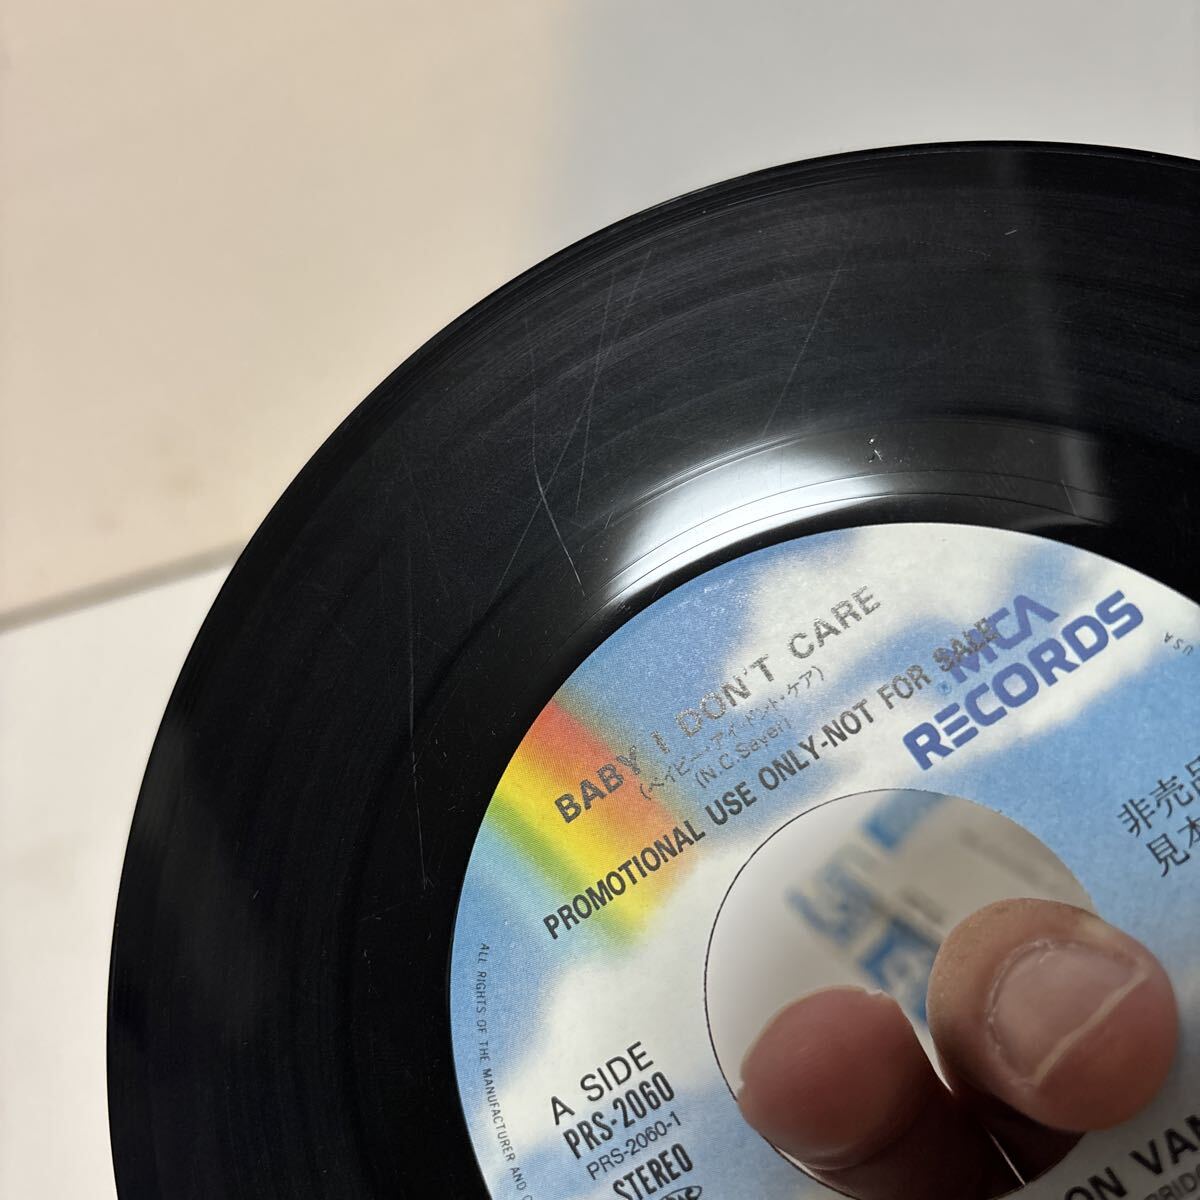 MCA
RECORDS
USA
BABY I DON'T CARE
(ベイビー・アイ・ドント・ケア)
(N.C.Sayer)
PROMOTIONAL USE ONLY-NOT FOR SALE
非売品
見本
A SIDE
PRS-2060
PRS-2060-1
STEREO
ALL RIGHTS OF THE MANUFACTURER AND